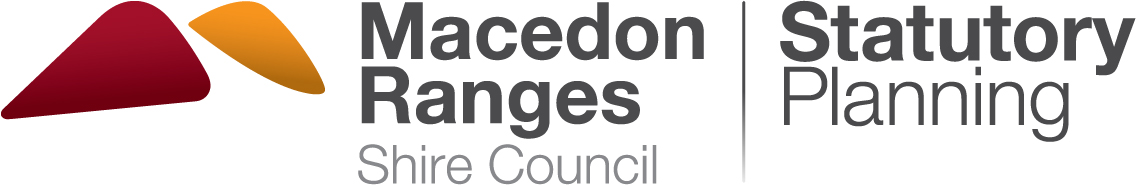 Macedon
Ranges
Shire Council
Statutory
Planning